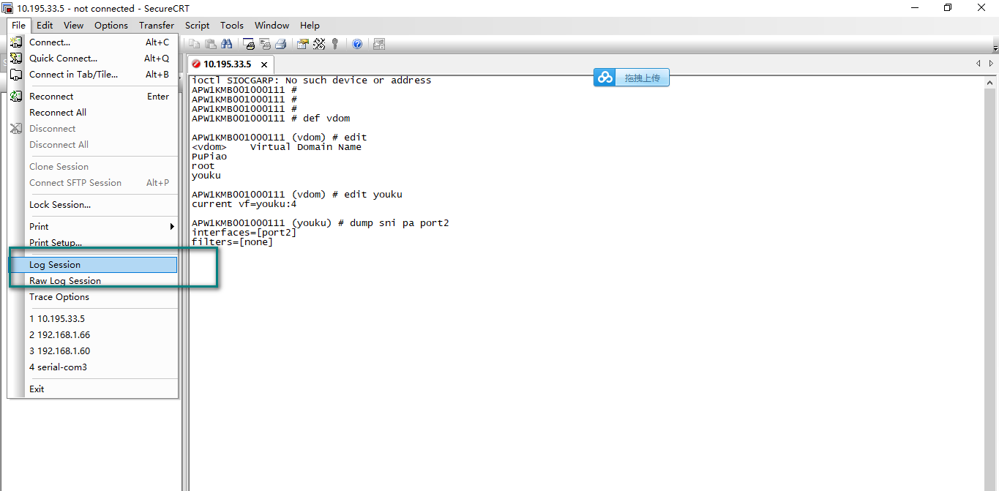 10.195.33.5 - not connected - SecureCRT
File Edit View Options Transfer Script Tools Window Help
Connect... Alt+C
Quick Connect... Alt+Q
Connect in Tab/Tile... Alt+B
Reconnect Enter
Reconnect All
Disconnect
Disconnect All
Clone Session
Connect SFTP Session Alt+P
Lock Session...
Print
Print Setup...
Log Session
Raw Log Session
Trace Options
1 10.195.33.5
2 192.168.1.66
3 192.168.1.60
4 serial-com3
Exit
10.195.33.5
拖拽上传
ioctl SIOCGARP: No such device or address
APW1KMB001000111 #
APW1KMB001000111 #
APW1KMB001000111 #
APW1KMB001000111 # def vdom
APW1KMB001000111 (vdom) # edit
<vdom> Virtual Domain Name
PuPiao
root
youku
APW1KMB001000111 (vdom) # edit youku
current vf=youku:4
APW1KMB001000111 (youku) # dump sni pa port2
interfaces=[port2]
filters=[none]